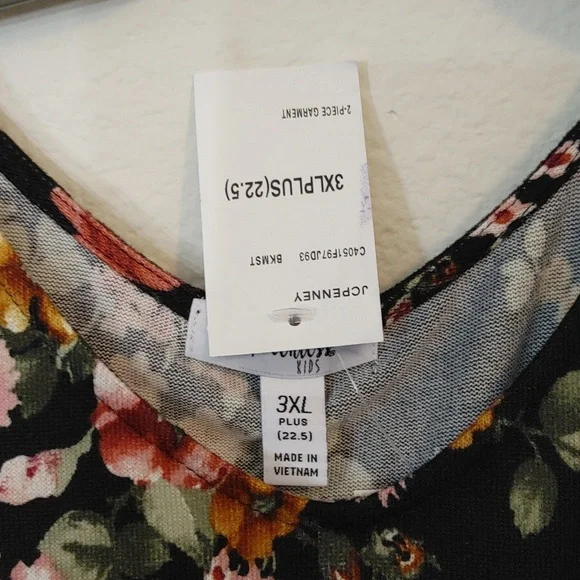 JCPENNEY
C4051F97JD93 BKMST
3XLPLUS(22.5)
2-PIECE GARMENT
KIDS
3XL
PLUS
(22.5)
MADE IN
VIETNAM